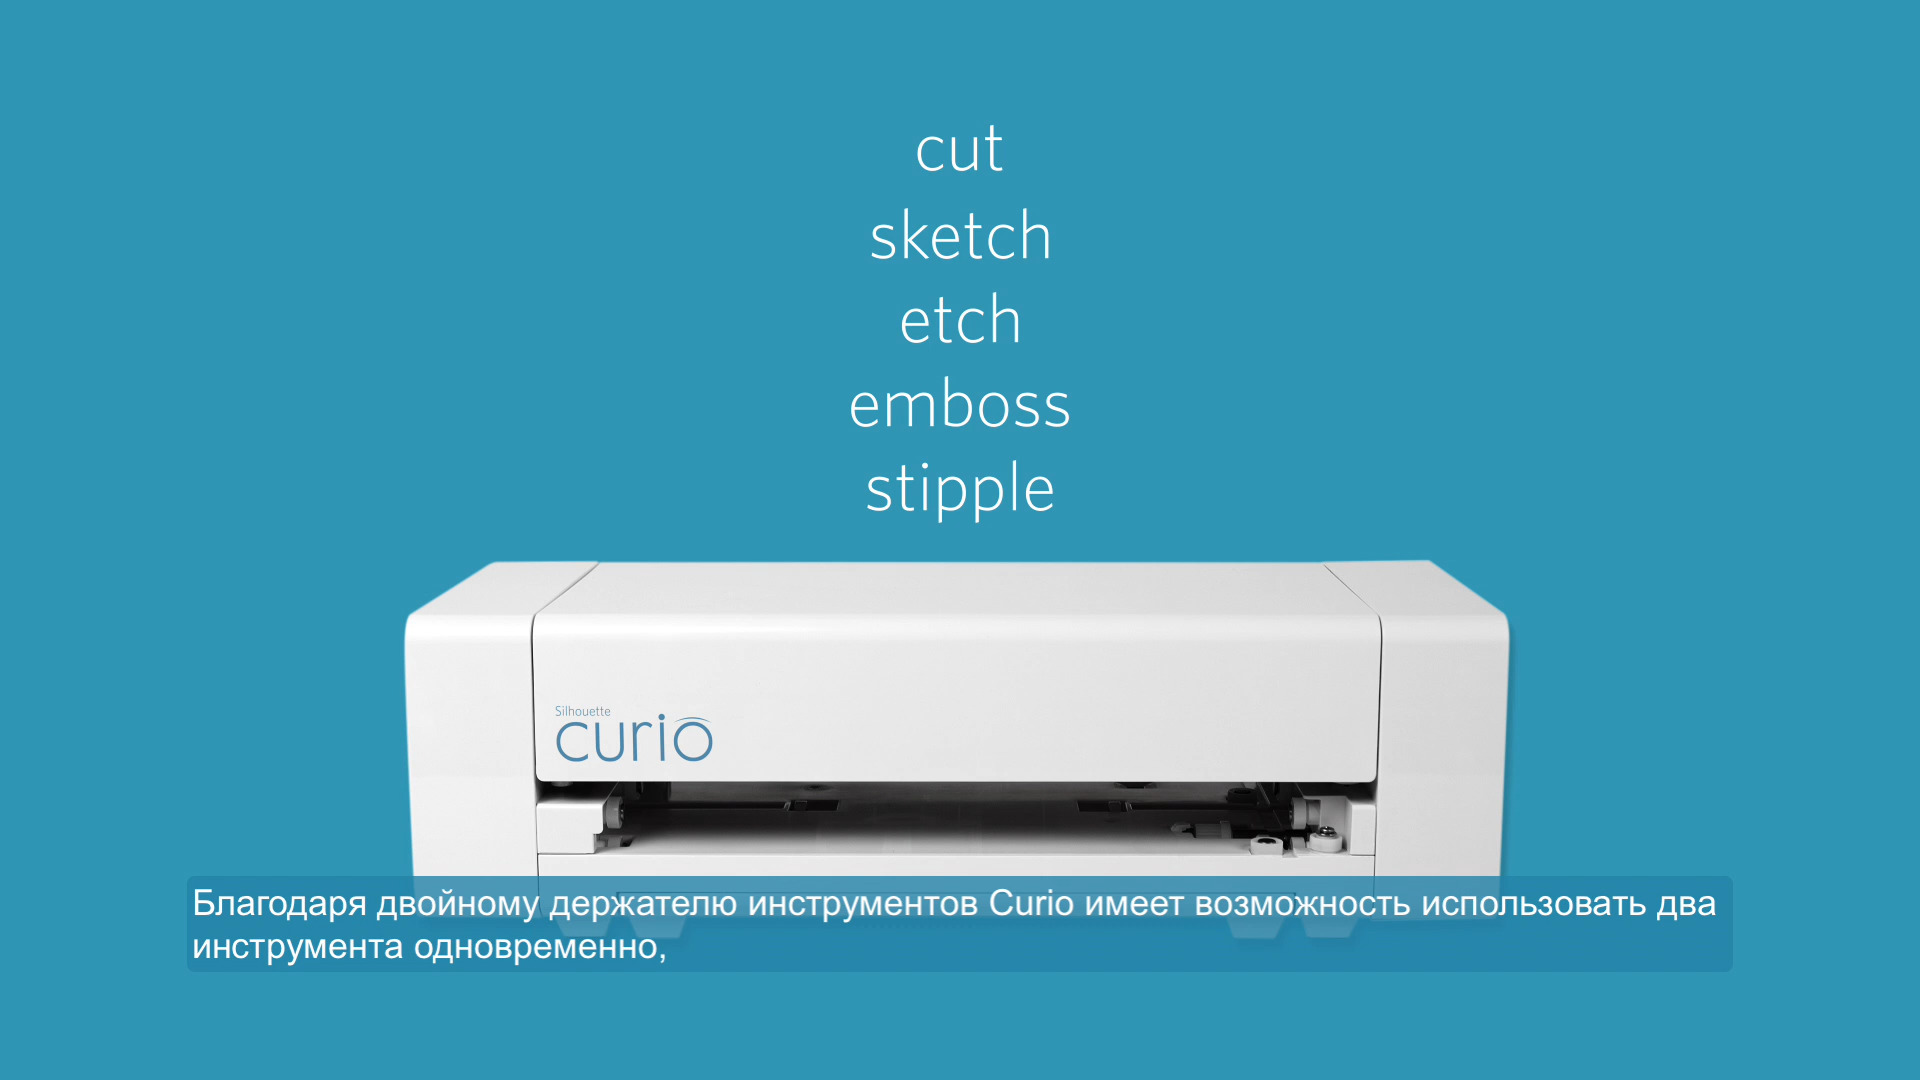 cut
sketch
etch
emboss
stipple
Silhouette
curio
Благодаря двойному держателю инструментов Curio имеет возможность использовать два
инструмента одновременно,